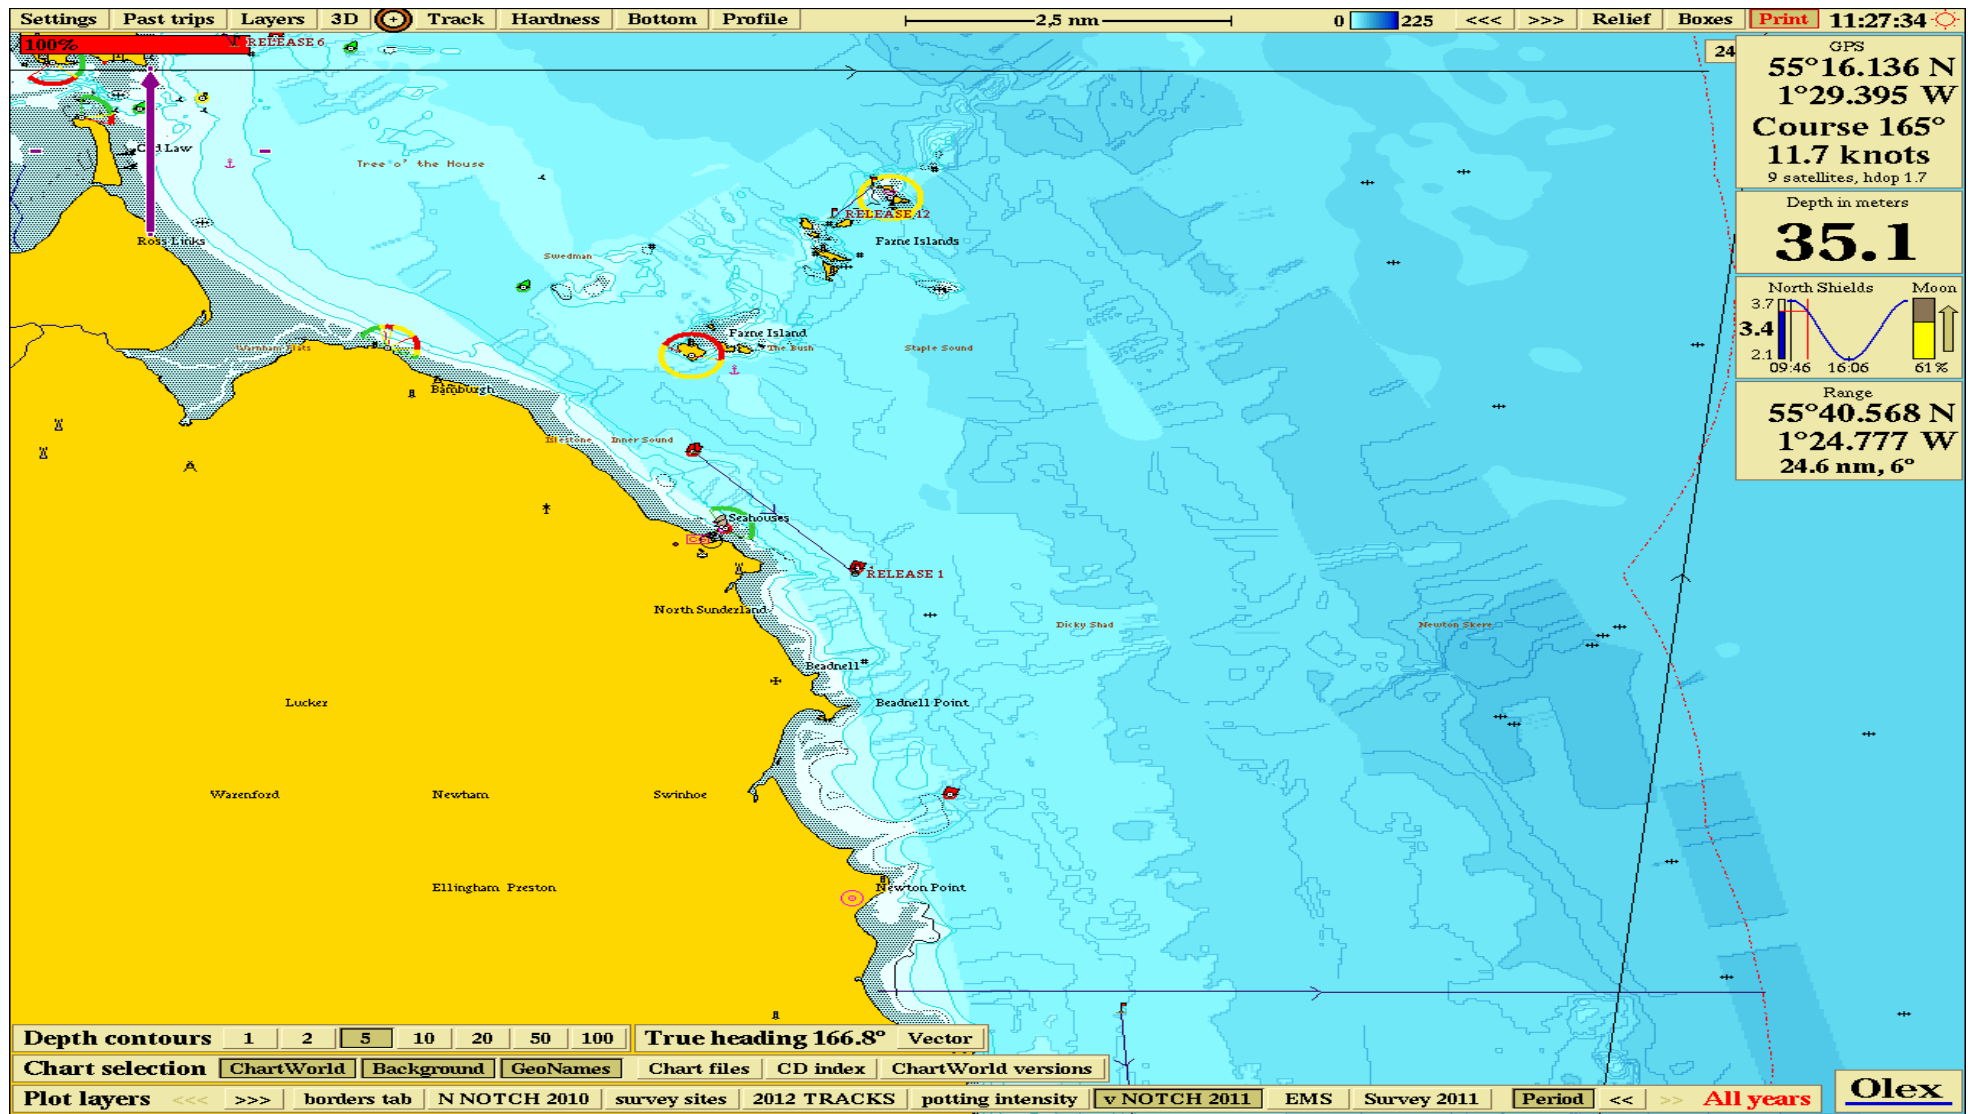 Settings Past trips Layers 3D Track Hardness Bottom Profile 2,5 nm 0 225 <<< >>> Relief Boxes Print 11:27:34
100%
RELEASE 6
24
GPS
55°16.136 N
1°29.395 W
Course 165°
11.7 knots
9 satellites, hdop 1.7
Depth in meters
35.1
North Shields Moon
3.7
3.4
2.1
09:46 16:06 61%
Range
55°40.568 N
1°24.777 W
24.6 nm, 6°
Law
Tree o' the House
RELEASE 12
Ross Links
Farne Islands
Swedman
Farne Island
The Bush
Staple Sound
Bamburgh
Inner Sound
Seahouses
RELEASE 1
North Sunderland
Dicky Shad
Newton Skere
Beadnell
Lucker
Beadnell Point
Warenford
Newham
Swinhoe
Ellingham Preston
Newton Point
Depth contours 1 2 5 10 20 50 100 True heading 166.8° Vector
Chart selection ChartWorld Background GeoNames Chart files CD index ChartWorld versions
Plot layers <<< >>> borders tab N NOTCH 2010 survey sites 2012 TRACKS potting intensity v NOTCH 2011 EMS Survey 2011 Period << >> All years
Olex